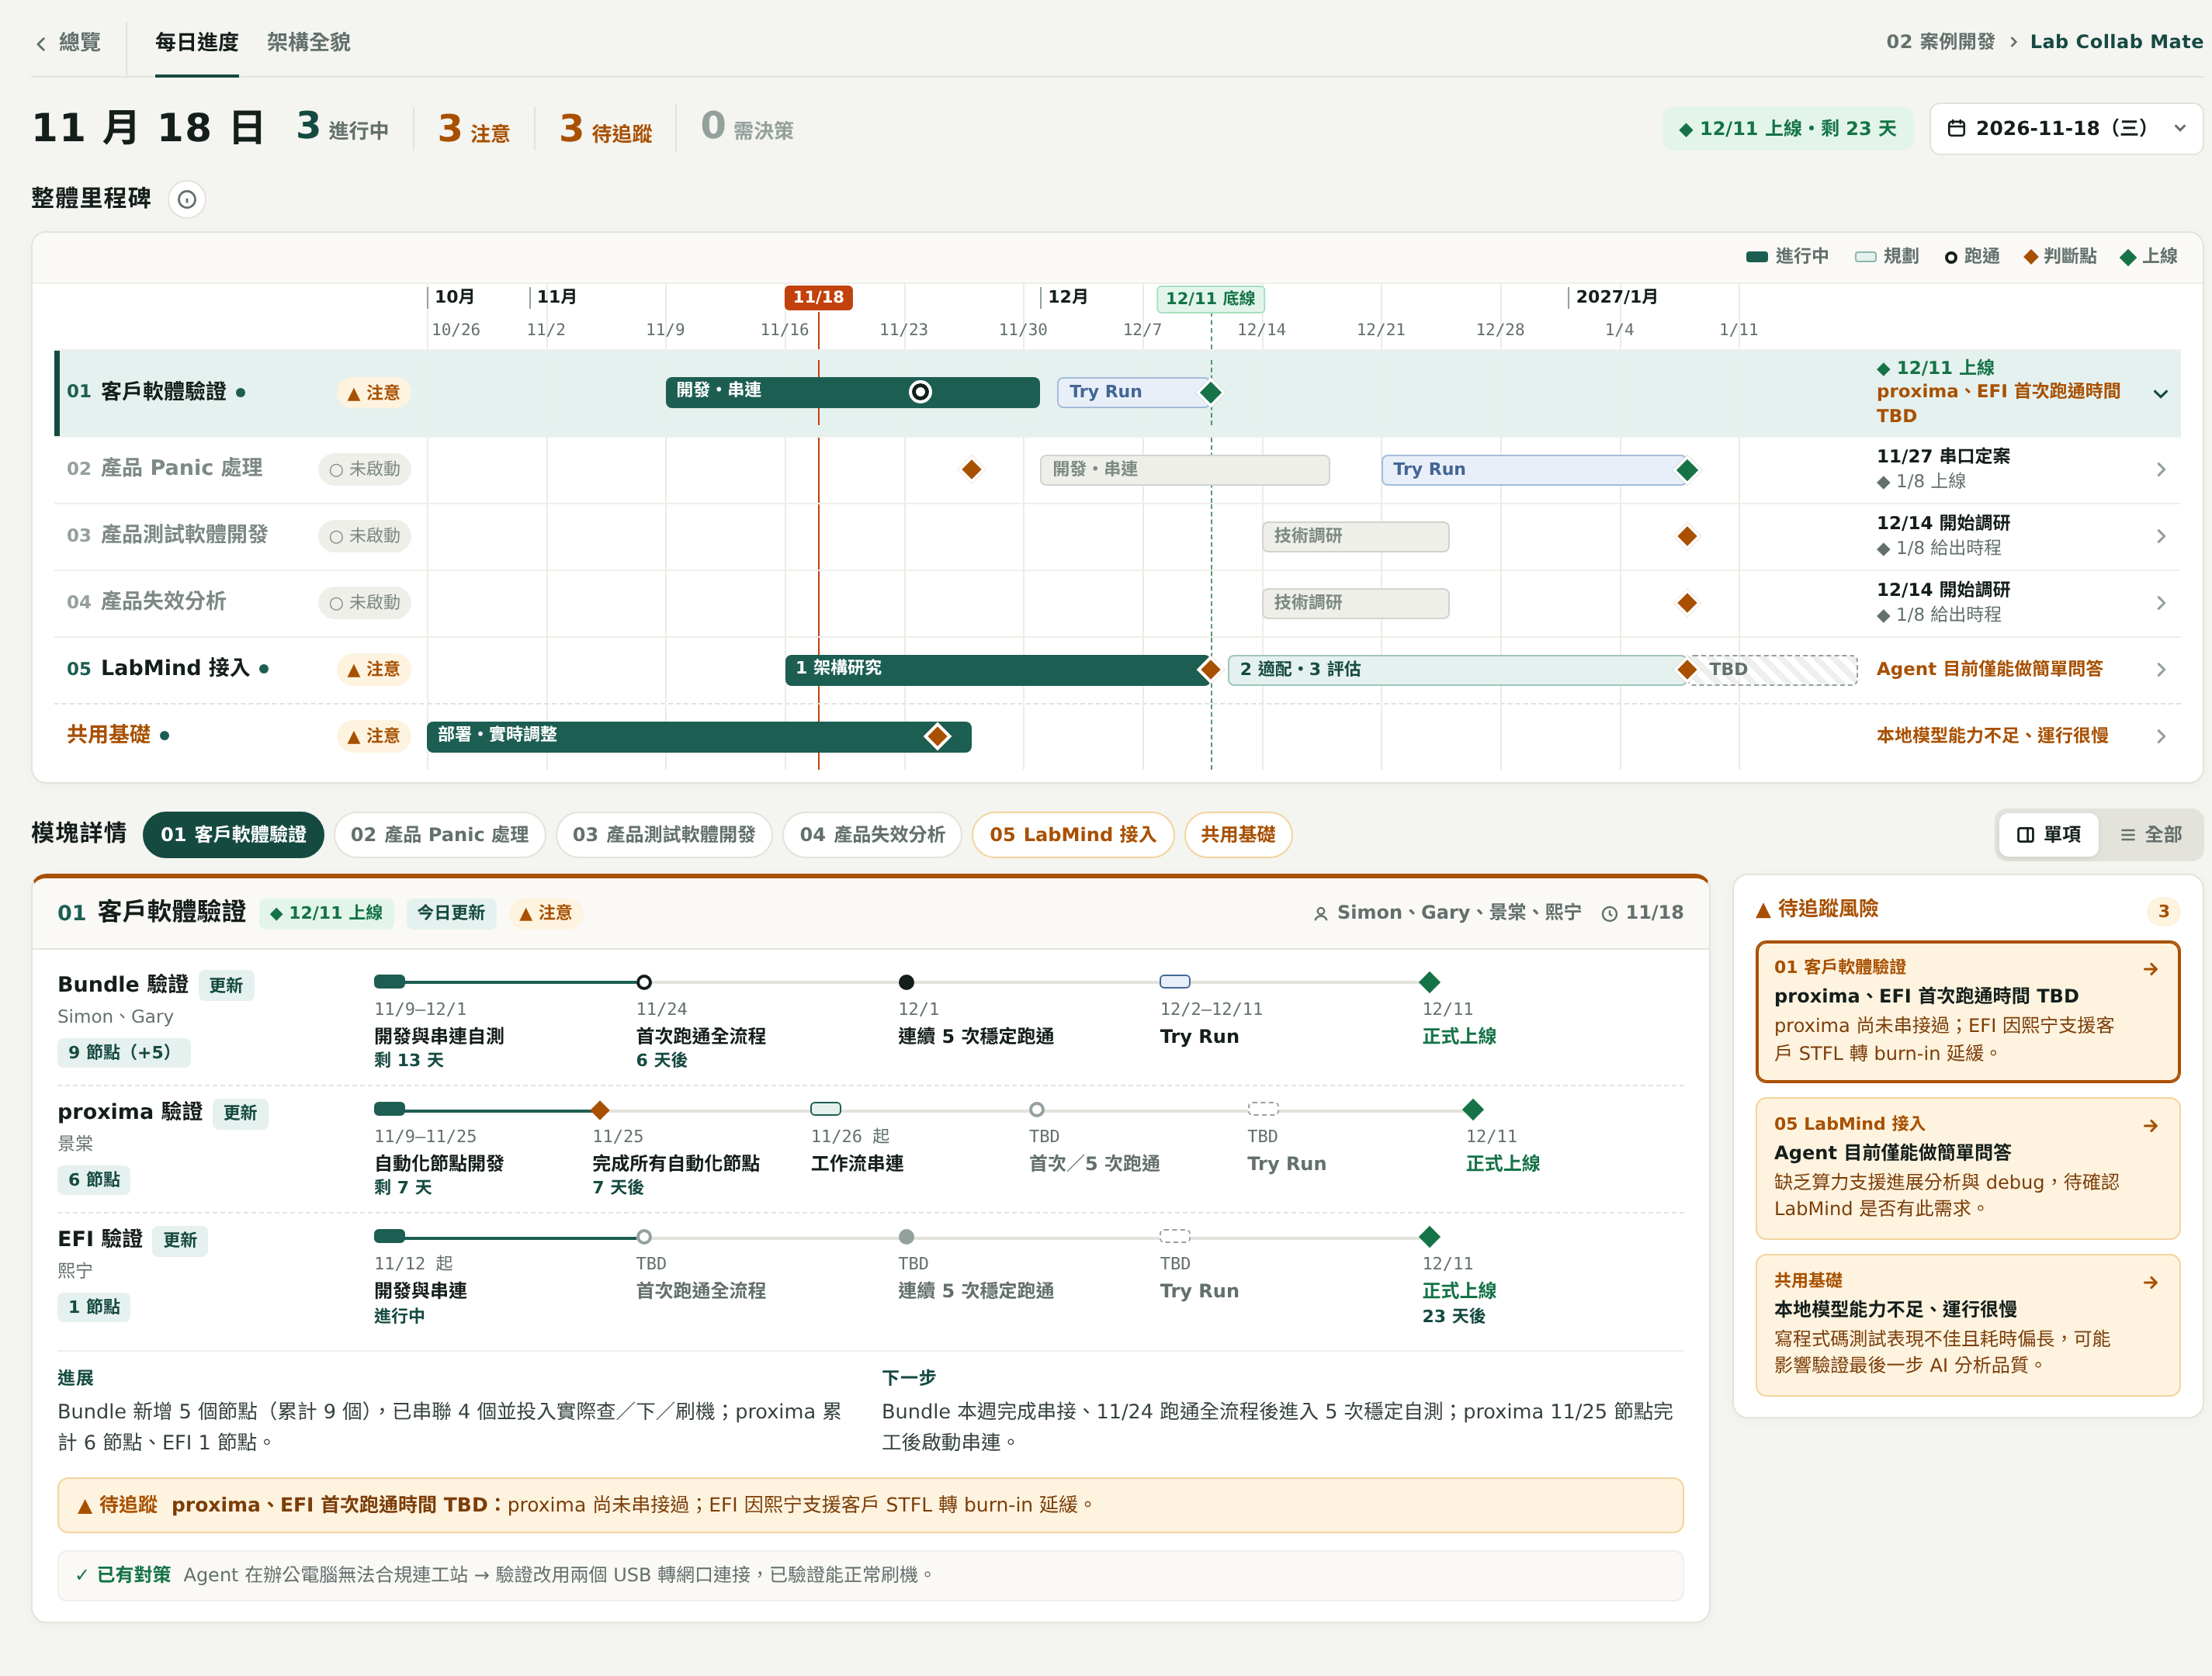 總覽
每日進度
架構全貌
02 案例開發 › Lab Collab Mate
11 月 18 日
3 進行中
3 注意
3 待追蹤
0 需決策
◆ 12/11 上線・剩 23 天
2026-11-18（三）
整體里程碑
進行中
規劃
跑通
判斷點
上線
10月
11月
11/18
12月
12/11 底線
2027/1月
10/26
11/2
11/9
11/16
11/23
11/30
12/7
12/14
12/21
12/28
1/4
1/11
01 客戶軟體驗證
▲ 注意
開發・串連
Try Run
◆ 12/11 上線
proxima、EFI 首次跑通時間
TBD
02 產品 Panic 處理
○ 未啟動
開發・串連
Try Run
11/27 串口定案
◆ 1/8 上線
03 產品測試軟體開發
○ 未啟動
技術調研
12/14 開始調研
◆ 1/8 給出時程
04 產品失效分析
○ 未啟動
技術調研
12/14 開始調研
◆ 1/8 給出時程
05 LabMind 接入
▲ 注意
1 架構研究
2 適配・3 評估
TBD
Agent 目前僅能做簡單問答
共用基礎
▲ 注意
部署・實時調整
本地模型能力不足、運行很慢
模塊詳情
01 客戶軟體驗證
02 產品 Panic 處理
03 產品測試軟體開發
04 產品失效分析
05 LabMind 接入
共用基礎
單項
全部
01 客戶軟體驗證
◆ 12/11 上線
今日更新
▲ 注意
Simon、Gary、景棠、熙宁
11/18
Bundle 驗證 更新
Simon、Gary
9 節點（+5）
11/9–12/1
開發與串連自測
剩 13 天
11/24
首次跑通全流程
6 天後
12/1
連續 5 次穩定跑通
12/2–12/11
Try Run
12/11
正式上線
proxima 驗證 更新
景棠
6 節點
11/9–11/25
自動化節點開發
剩 7 天
11/25
完成所有自動化節點
7 天後
11/26 起
工作流串連
TBD
首次／5 次跑通
TBD
Try Run
12/11
正式上線
EFI 驗證 更新
熙宁
1 節點
11/12 起
開發與串連
進行中
TBD
首次跑通全流程
TBD
連續 5 次穩定跑通
TBD
Try Run
12/11
正式上線
23 天後
進展
Bundle 新增 5 個節點（累計 9 個），已串聯 4 個並投入實際查／下／刷機；proxima 累
計 6 節點、EFI 1 節點。
下一步
Bundle 本週完成串接、11/24 跑通全流程後進入 5 次穩定自測；proxima 11/25 節點完
工後啟動串連。
▲ 待追蹤 proxima、EFI 首次跑通時間 TBD：proxima 尚未串接過；EFI 因熙宁支援客戶 STFL 轉 burn-in 延緩。
✓ 已有對策 Agent 在辦公電腦無法合規連工站 → 驗證改用兩個 USB 轉網口連接，已驗證能正常刷機。
▲ 待追蹤風險
3
01 客戶軟體驗證 →
proxima、EFI 首次跑通時間 TBD
proxima 尚未串接過；EFI 因熙宁支援客
戶 STFL 轉 burn-in 延緩。
05 LabMind 接入 →
Agent 目前僅能做簡單問答
缺乏算力支援進展分析與 debug，待確認
LabMind 是否有此需求。
共用基礎 →
本地模型能力不足、運行很慢
寫程式碼測試表現不佳且耗時偏長，可能
影響驗證最後一步 AI 分析品質。